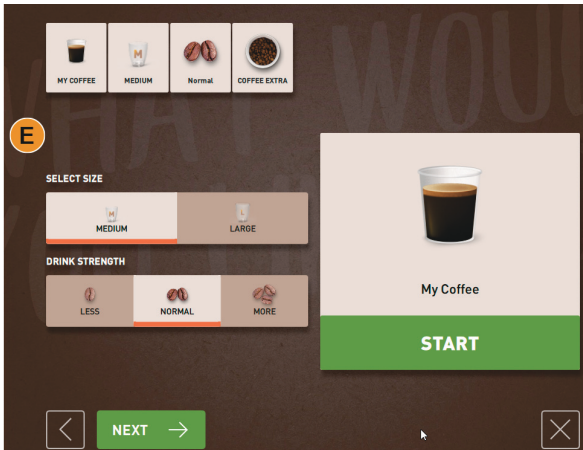 MY COFFEE
M
MEDIUM
Normal
COFFEE EXTRA
E
SELECT SIZE
M
MEDIUM
L
LARGE
DRINK STRENGTH
LESS
NORMAL
MORE
My Coffee
START
NEXT